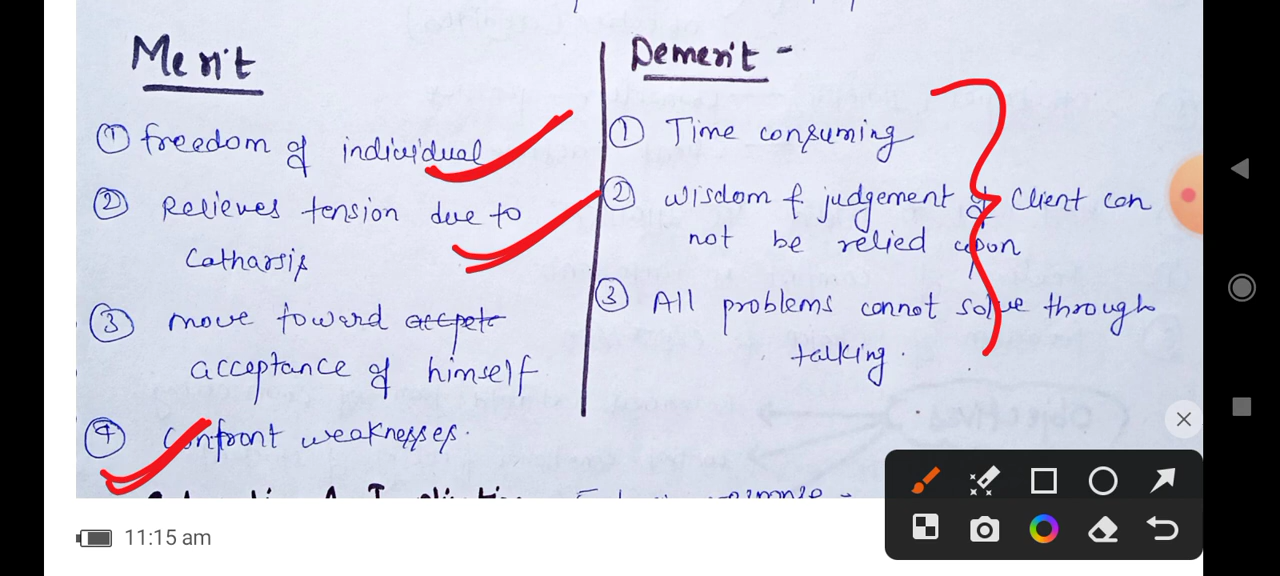 Merit
① freedom of individual
② Relieves tension due to
Catharsis
③ move toward accpete
acceptance of himself
④ Confront weaknesses.
Demerit -
① Time consuming
② wisdom & judgement of Client can
not be relied upon
③ All problems cannot solve through
talking.
11:15 am